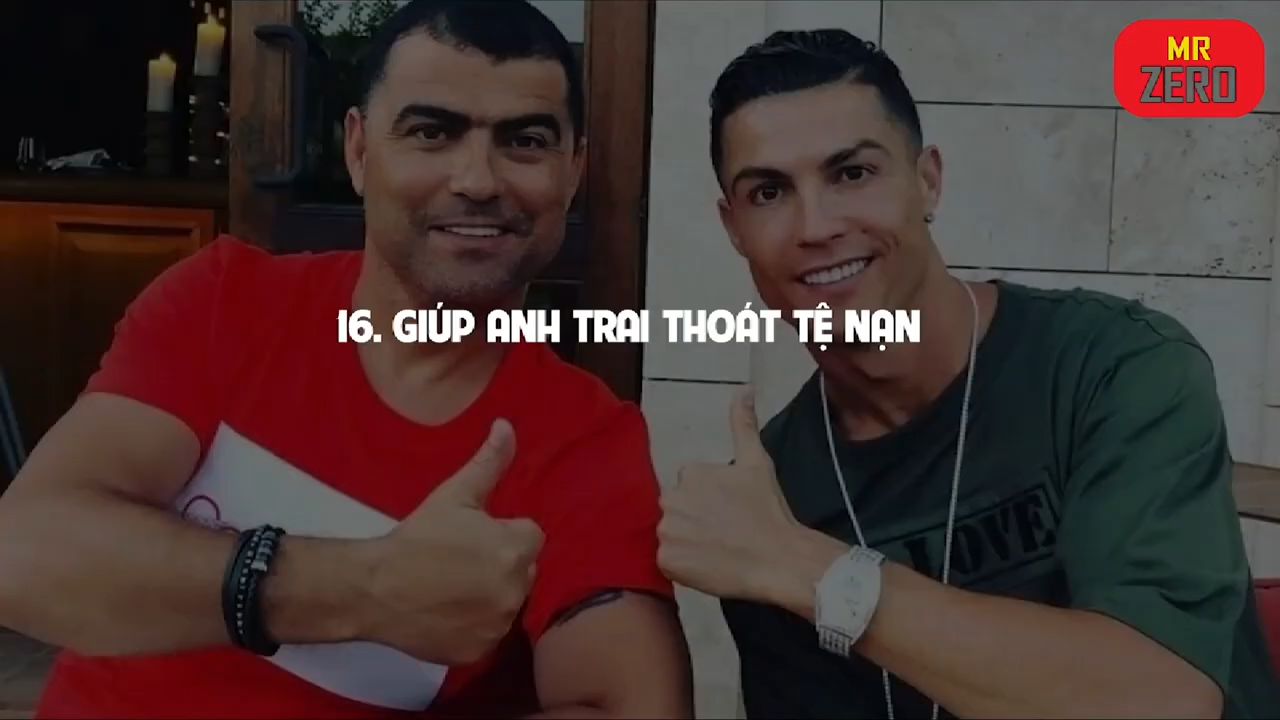 MR
ZERO
16. GIÚP ANH TRAI THOÁT TỆ NẠN
LOVE